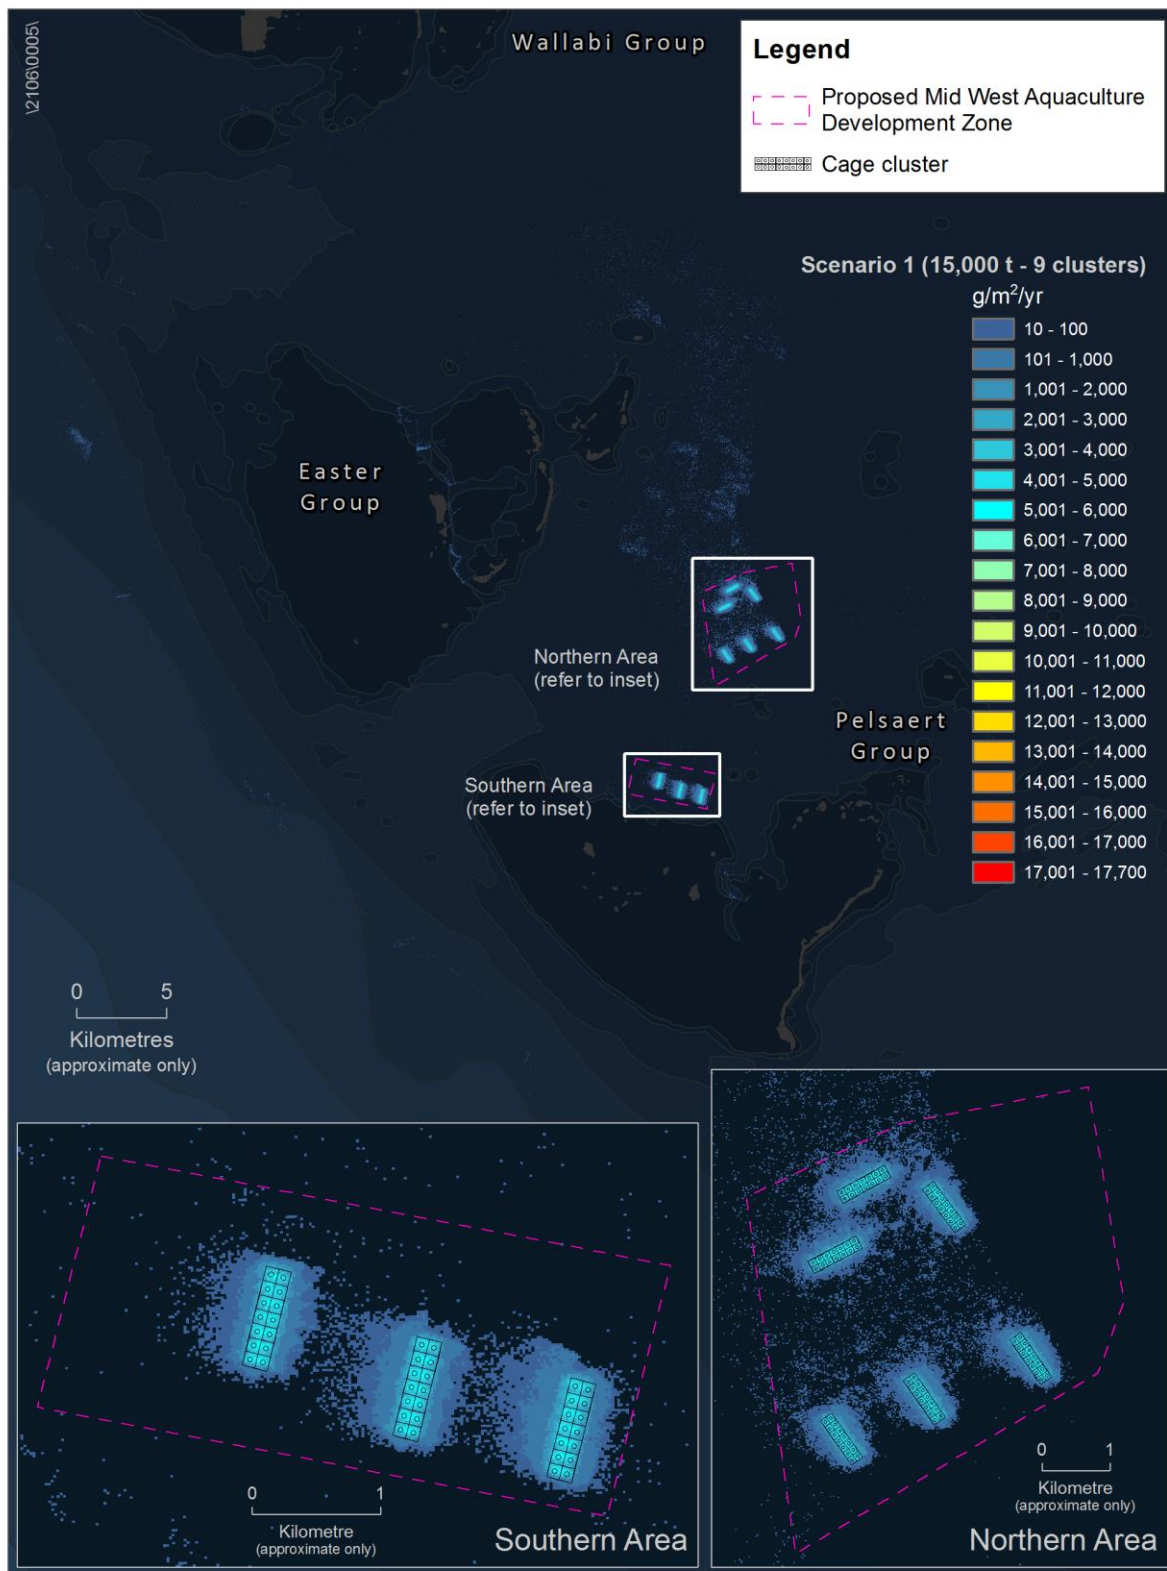 \2106\0005\
Wallabi Group
Legend
Proposed Mid West Aquaculture
Development Zone
Cage cluster
Scenario 1 (15,000 t - 9 clusters)
g/m²/yr
10 - 100
101 - 1,000
1,001 - 2,000
2,001 - 3,000
3,001 - 4,000
4,001 - 5,000
5,001 - 6,000
6,001 - 7,000
7,001 - 8,000
8,001 - 9,000
9,001 - 10,000
10,001 - 11,000
11,001 - 12,000
12,001 - 13,000
13,001 - 14,000
14,001 - 15,000
15,001 - 16,000
16,001 - 17,000
17,001 - 17,700
Easter
Group
Northern Area
(refer to inset)
Pelsaert
Group
Southern Area
(refer to inset)
0 5
Kilometres
(approximate only)
0 1
Kilometre
(approximate only)
Southern Area
0 1
Kilometre
(approximate only)
Northern Area